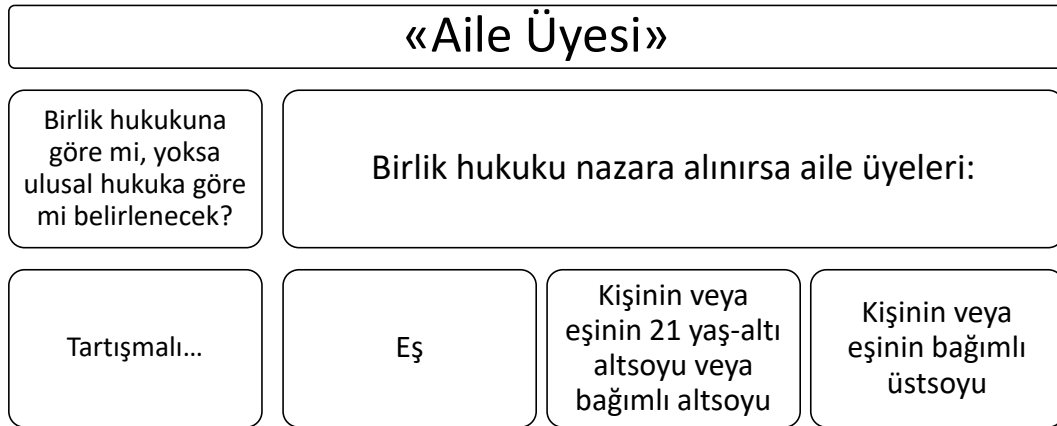 «Aile Üyesi»
Birlik hukukuna
göre mi, yoksa
ulusal hukuka göre
mi belirlenecek?
Birlik hukuku nazara alınırsa aile üyeleri:
Tartışmalı...
Eş
Kişinin veya
eşinin 21 yaş-altı
altsoyu veya
bağımlı altsoyu
Kişinin veya
eşinin bağımlı
üstsoyu